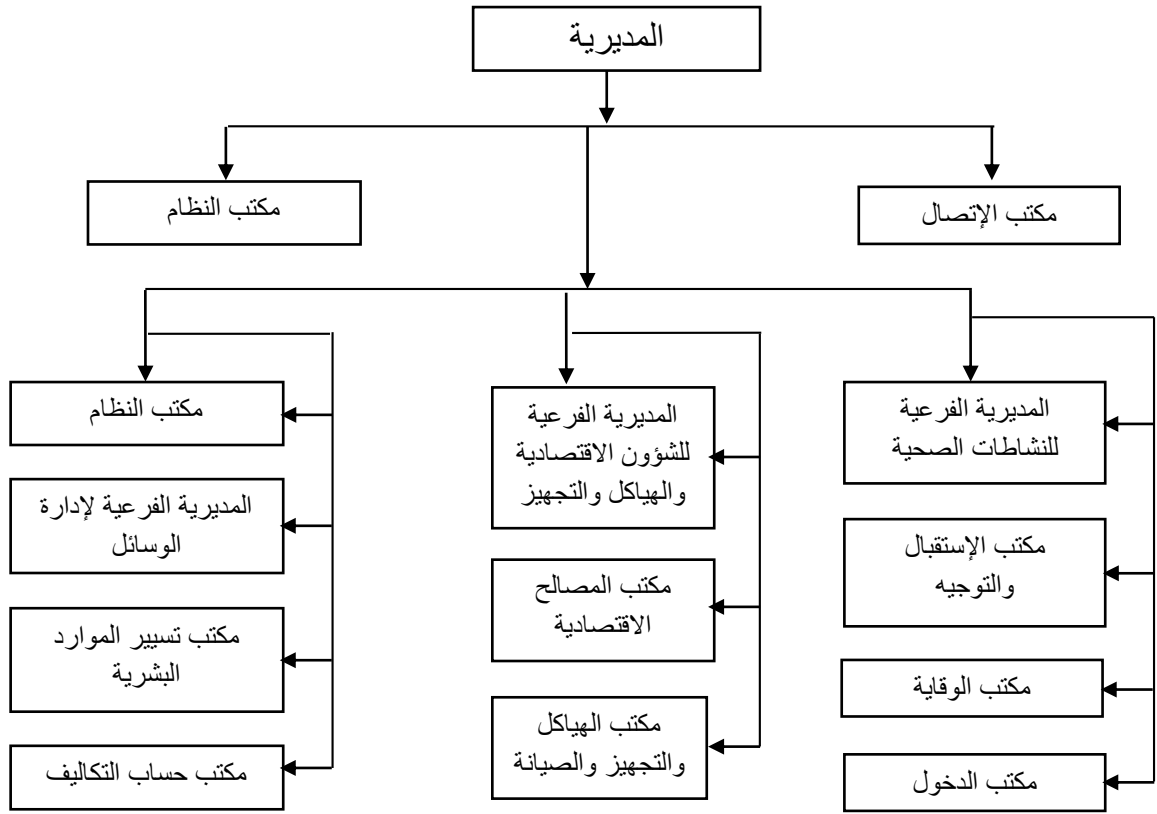 المديرية
مكتب الإتصال
مكتب النظام
المديرية الفرعية
للنشاطات الصحية
مكتب الإستقبال
والتوجيه
مكتب الوقاية
مكتب الدخول
المديرية الفرعية
للشؤون الاقتصادية
والهياكل والتجهيز
مكتب المصالح
الاقتصادية
مكتب الهياكل
والتجهيز والصيانة
مكتب النظام
المديرية الفرعية لإدارة
الوسائل
مكتب تسيير الموارد
البشرية
مكتب حساب التكاليف